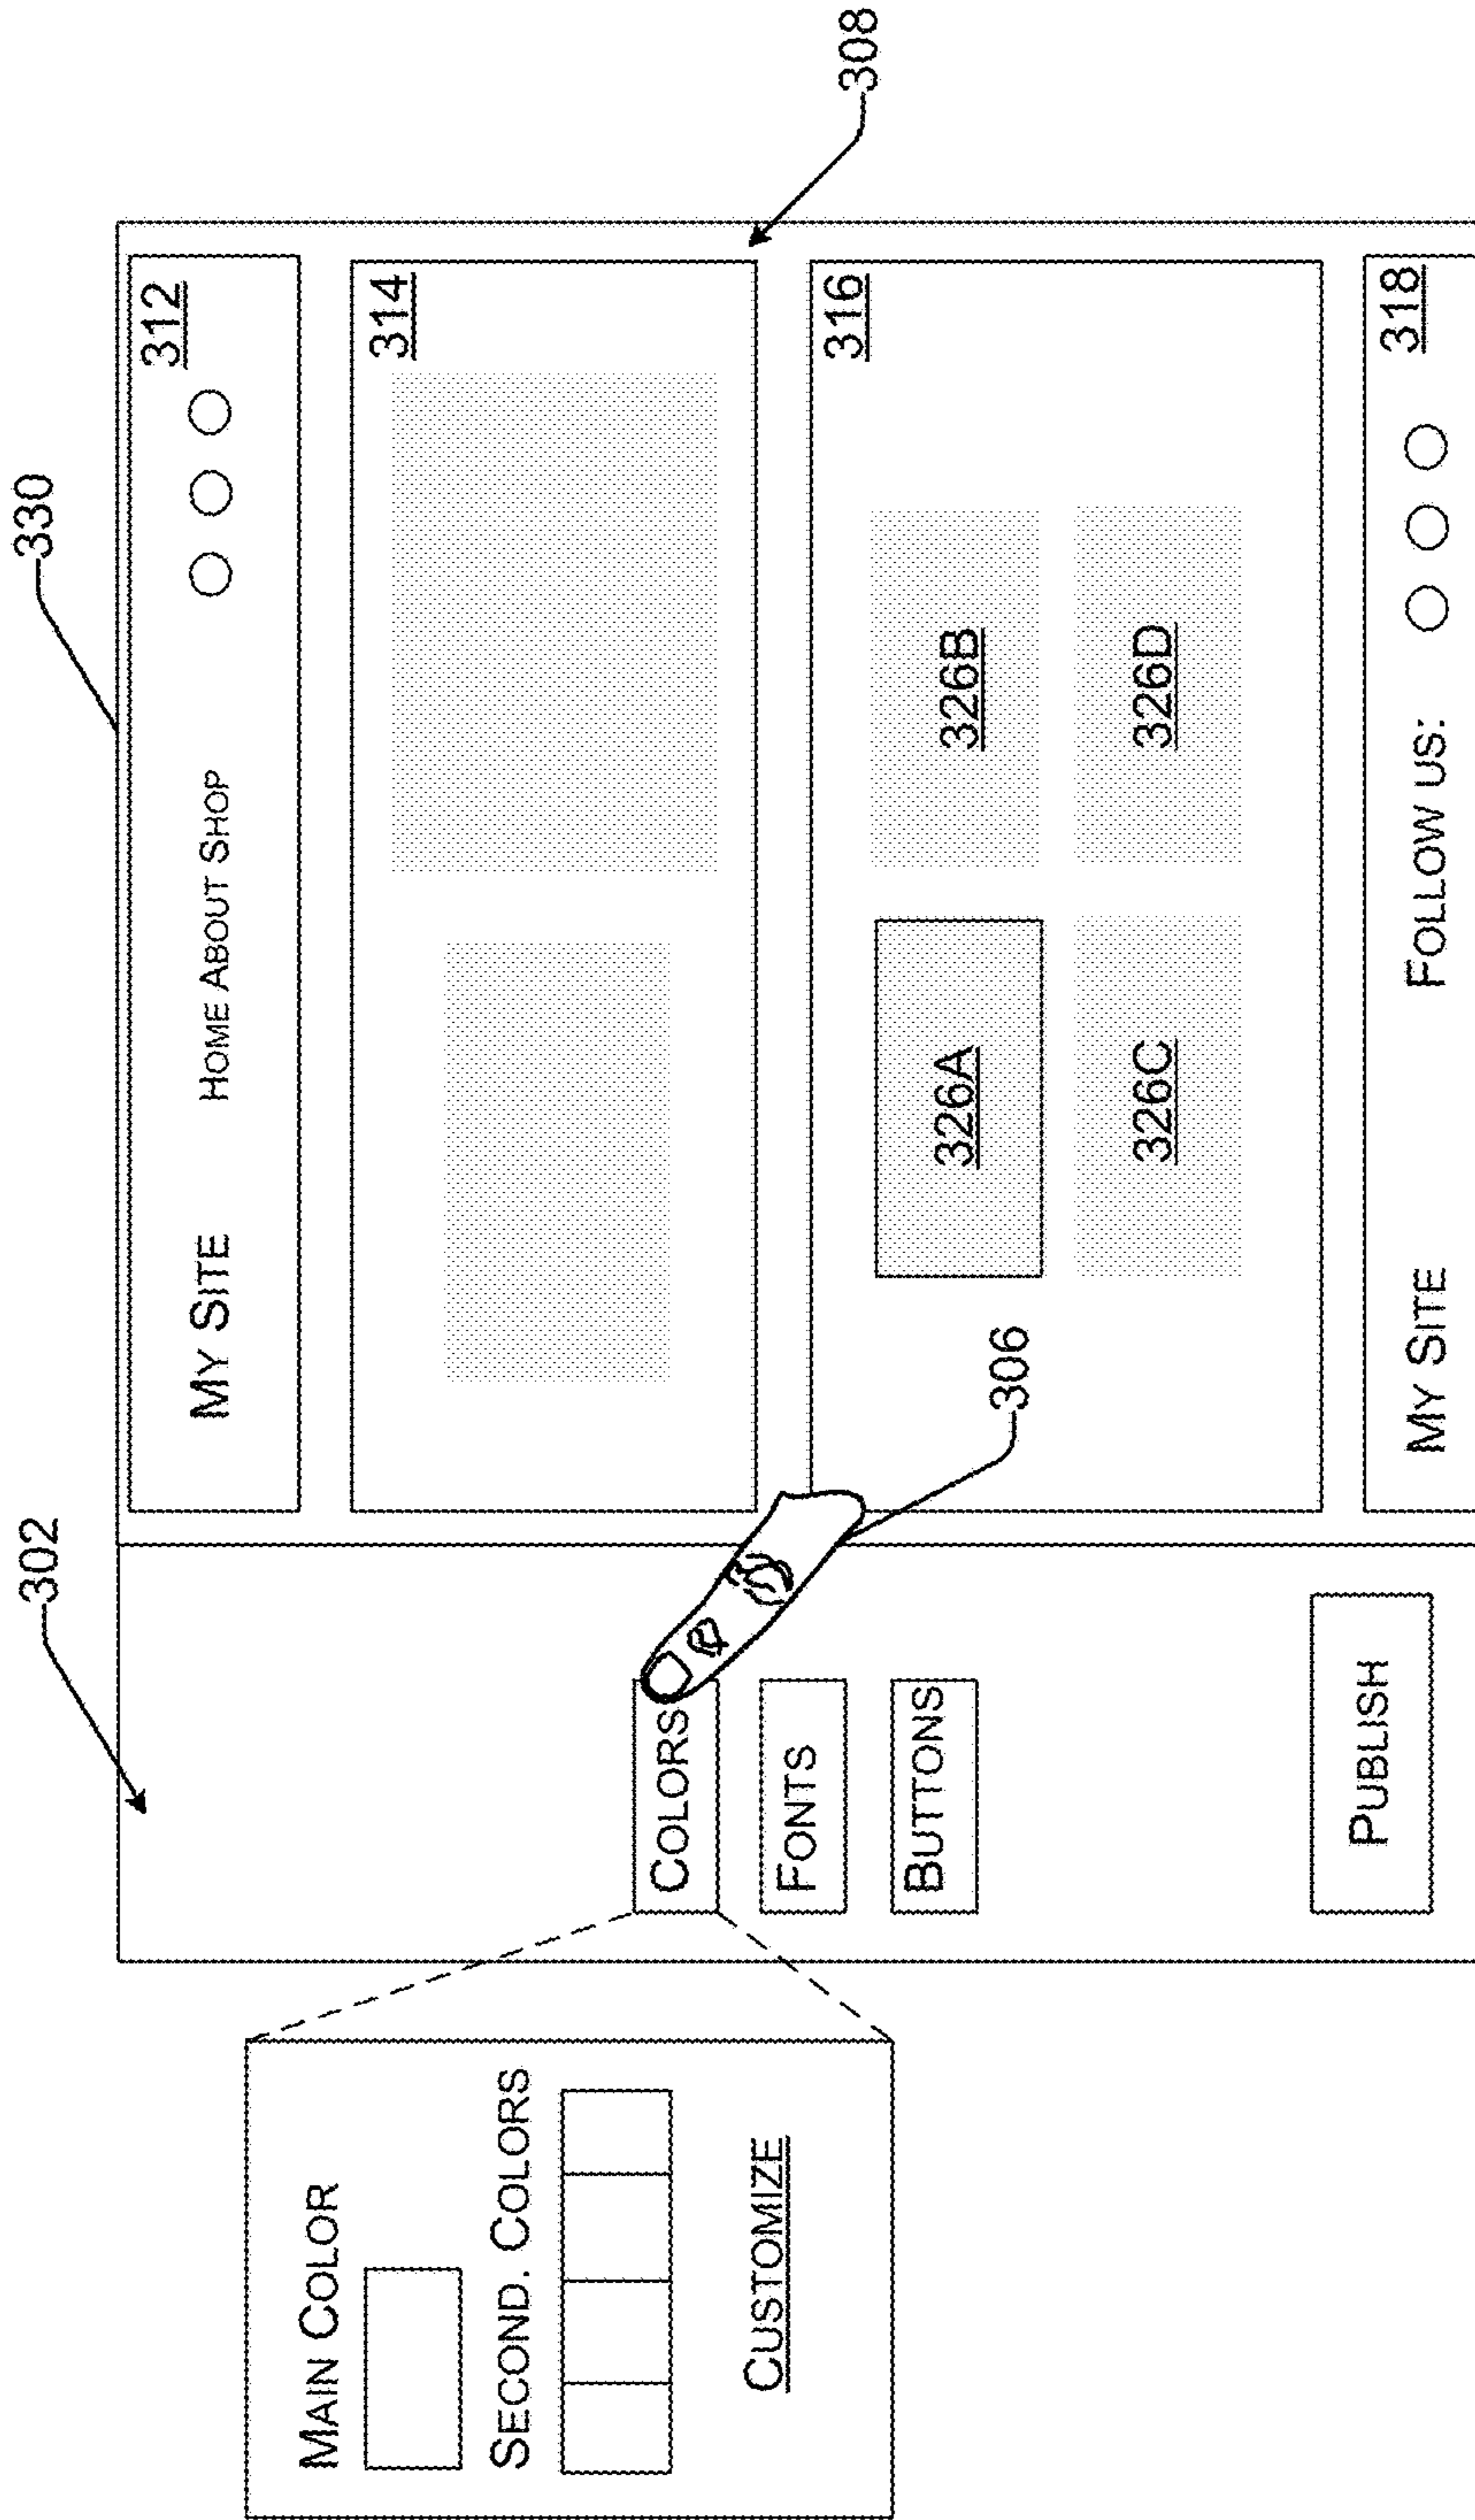 330
302
MY SITE
HOME ABOUT SHOP
312
314
308
MAIN COLOR
SECOND. COLORS
CUSTOMIZE
COLORS
FONTS
BUTTONS
306
316
326A
326B
326C
326D
PUBLISH
MY SITE
FOLLOW US:
318